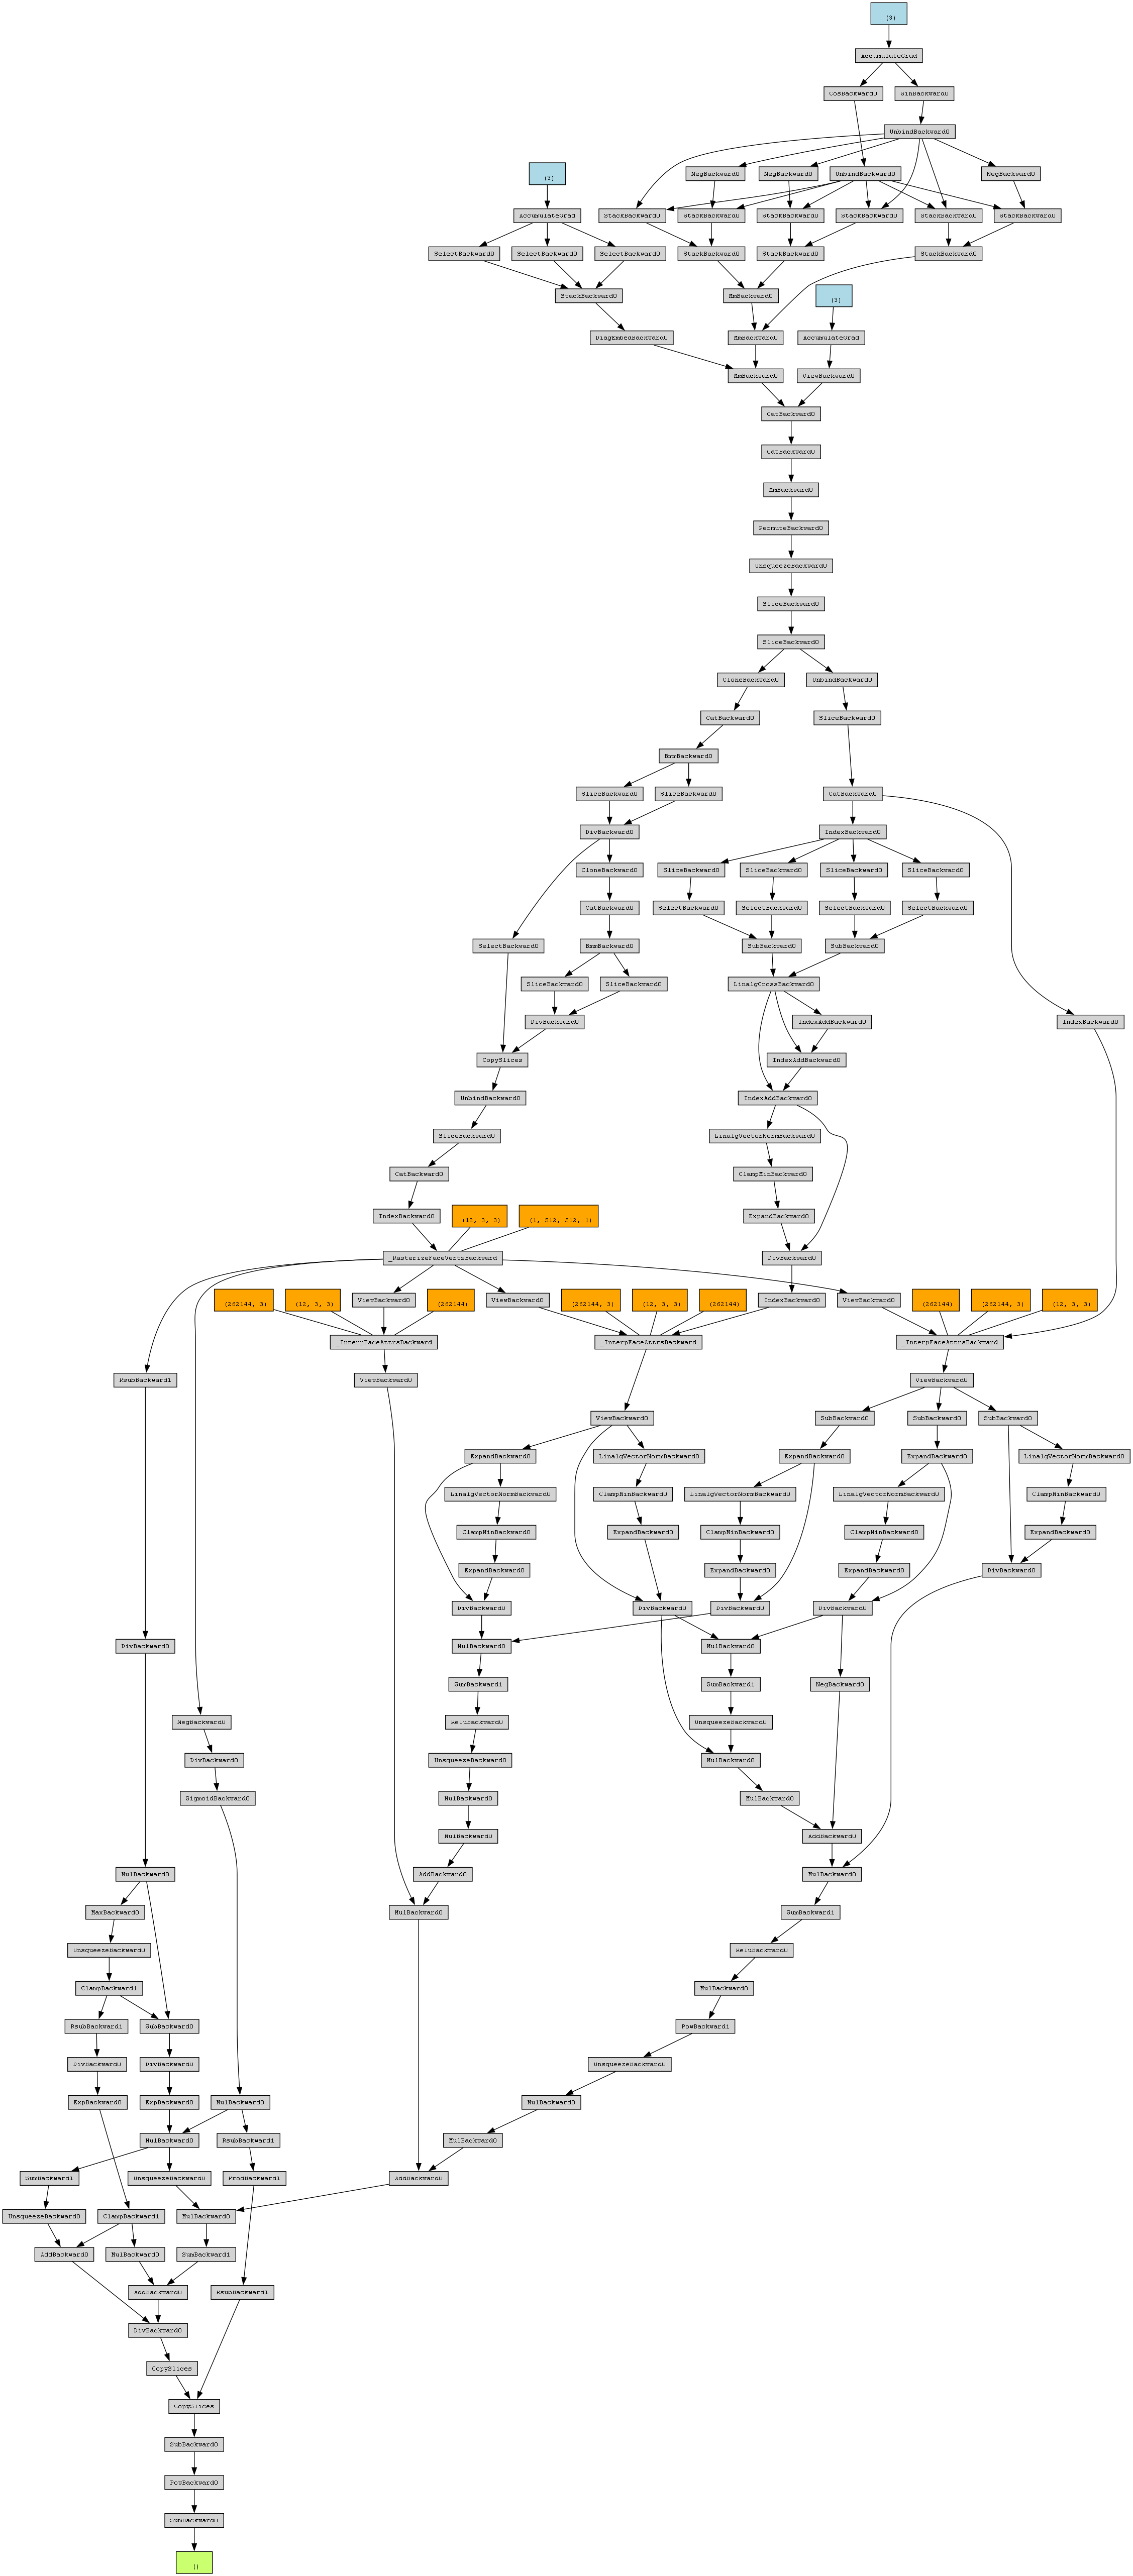 (3)
AccumulateGrad
CosBackward0 SinBackward0
UnbindBackward0
(3) NegBackward0 NegBackward0 UnbindBackward0 NegBackward0
AccumulateGrad StackBackward0 StackBackward0 StackBackward0 StackBackward0 StackBackward0 StackBackward0
SelectBackward0 SelectBackward0 SelectBackward0 StackBackward0 StackBackward0 StackBackward0
StackBackward0 MmBackward0 (3)
DiagEmbedBackward0 MmBackward0 AccumulateGrad
MmBackward0 ViewBackward0
CatBackward0
CatBackward0
MmBackward0
PermuteBackward0
UnsqueezeBackward0
SliceBackward0
SliceBackward0
CloneBackward0 UnbindBackward0
CatBackward0 SliceBackward0
BmmBackward0
SliceBackward0 SliceBackward0 CatBackward0
DivBackward0 IndexBackward0
CloneBackward0 SliceBackward0 SliceBackward0 SliceBackward0 SliceBackward0
CatBackward0 SelectBackward0 SelectBackward0 SelectBackward0 SelectBackward0
SelectBackward0 BmmBackward0 SubBackward0 SubBackward0
SliceBackward0 SliceBackward0 LinalgCrossBackward0
DivBackward0 IndexAddBackward0 IndexBackward0
CopySlices IndexAddBackward0
UnbindBackward0 IndexAddBackward0
SliceBackward0 LinalgVectorNormBackward0
CatBackward0 ClampMinBackward0
IndexBackward0 (12, 3, 3) (1, 512, 512, 1) ExpandBackward0
_RasterizeFaceVertsBackward DivBackward0
(262144, 3) (12, 3, 3) ViewBackward0 (262144) ViewBackward0 (262144, 3) (12, 3, 3) (262144) IndexBackward0 ViewBackward0 (262144) (262144, 3) (12, 3, 3)
_InterpFaceAttrsBackward _InterpFaceAttrsBackward _InterpFaceAttrsBackward
RsubBackward1 ViewBackward0 ViewBackward0
ViewBackward0 SubBackward0 SubBackward0 SubBackward0
ExpandBackward0 LinalgVectorNormBackward0 ExpandBackward0 ExpandBackward0 LinalgVectorNormBackward0
LinalgVectorNormBackward0 ClampMinBackward0 LinalgVectorNormBackward0 LinalgVectorNormBackward0 ClampMinBackward0
ClampMinBackward0 ExpandBackward0 ClampMinBackward0 ClampMinBackward0 ExpandBackward0
ExpandBackward0 ExpandBackward0 ExpandBackward0 DivBackward0
DivBackward0 DivBackward0 DivBackward0 DivBackward0
DivBackward0 MulBackward0 MulBackward0
SumBackward1 SumBackward1 NegBackward0
NegBackward0 ReluBackward0 UnsqueezeBackward0
DivBackward0 UnsqueezeBackward0 MulBackward0
SigmoidBackward0 MulBackward0 MulBackward0
MulBackward0 AddBackward0
MulBackward0 AddBackward0 MulBackward0
MaxBackward0 MulBackward0 SumBackward1
UnsqueezeBackward0 ReluBackward0
ClampBackward1 MulBackward0
RsubBackward1 SubBackward0 PowBackward1
DivBackward0 DivBackward0 UnsqueezeBackward0
ExpBackward0 ExpBackward0 MulBackward0 MulBackward0
MulBackward0 RsubBackward1 MulBackward0
SumBackward1 UnsqueezeBackward0 ProdBackward1 AddBackward0
UnsqueezeBackward0 ClampBackward1 MulBackward0
AddBackward0 MulBackward0 SumBackward1
AddBackward0 RsubBackward1
DivBackward0
CopySlices
CopySlices
SubBackward0
PowBackward0
SumBackward0
()